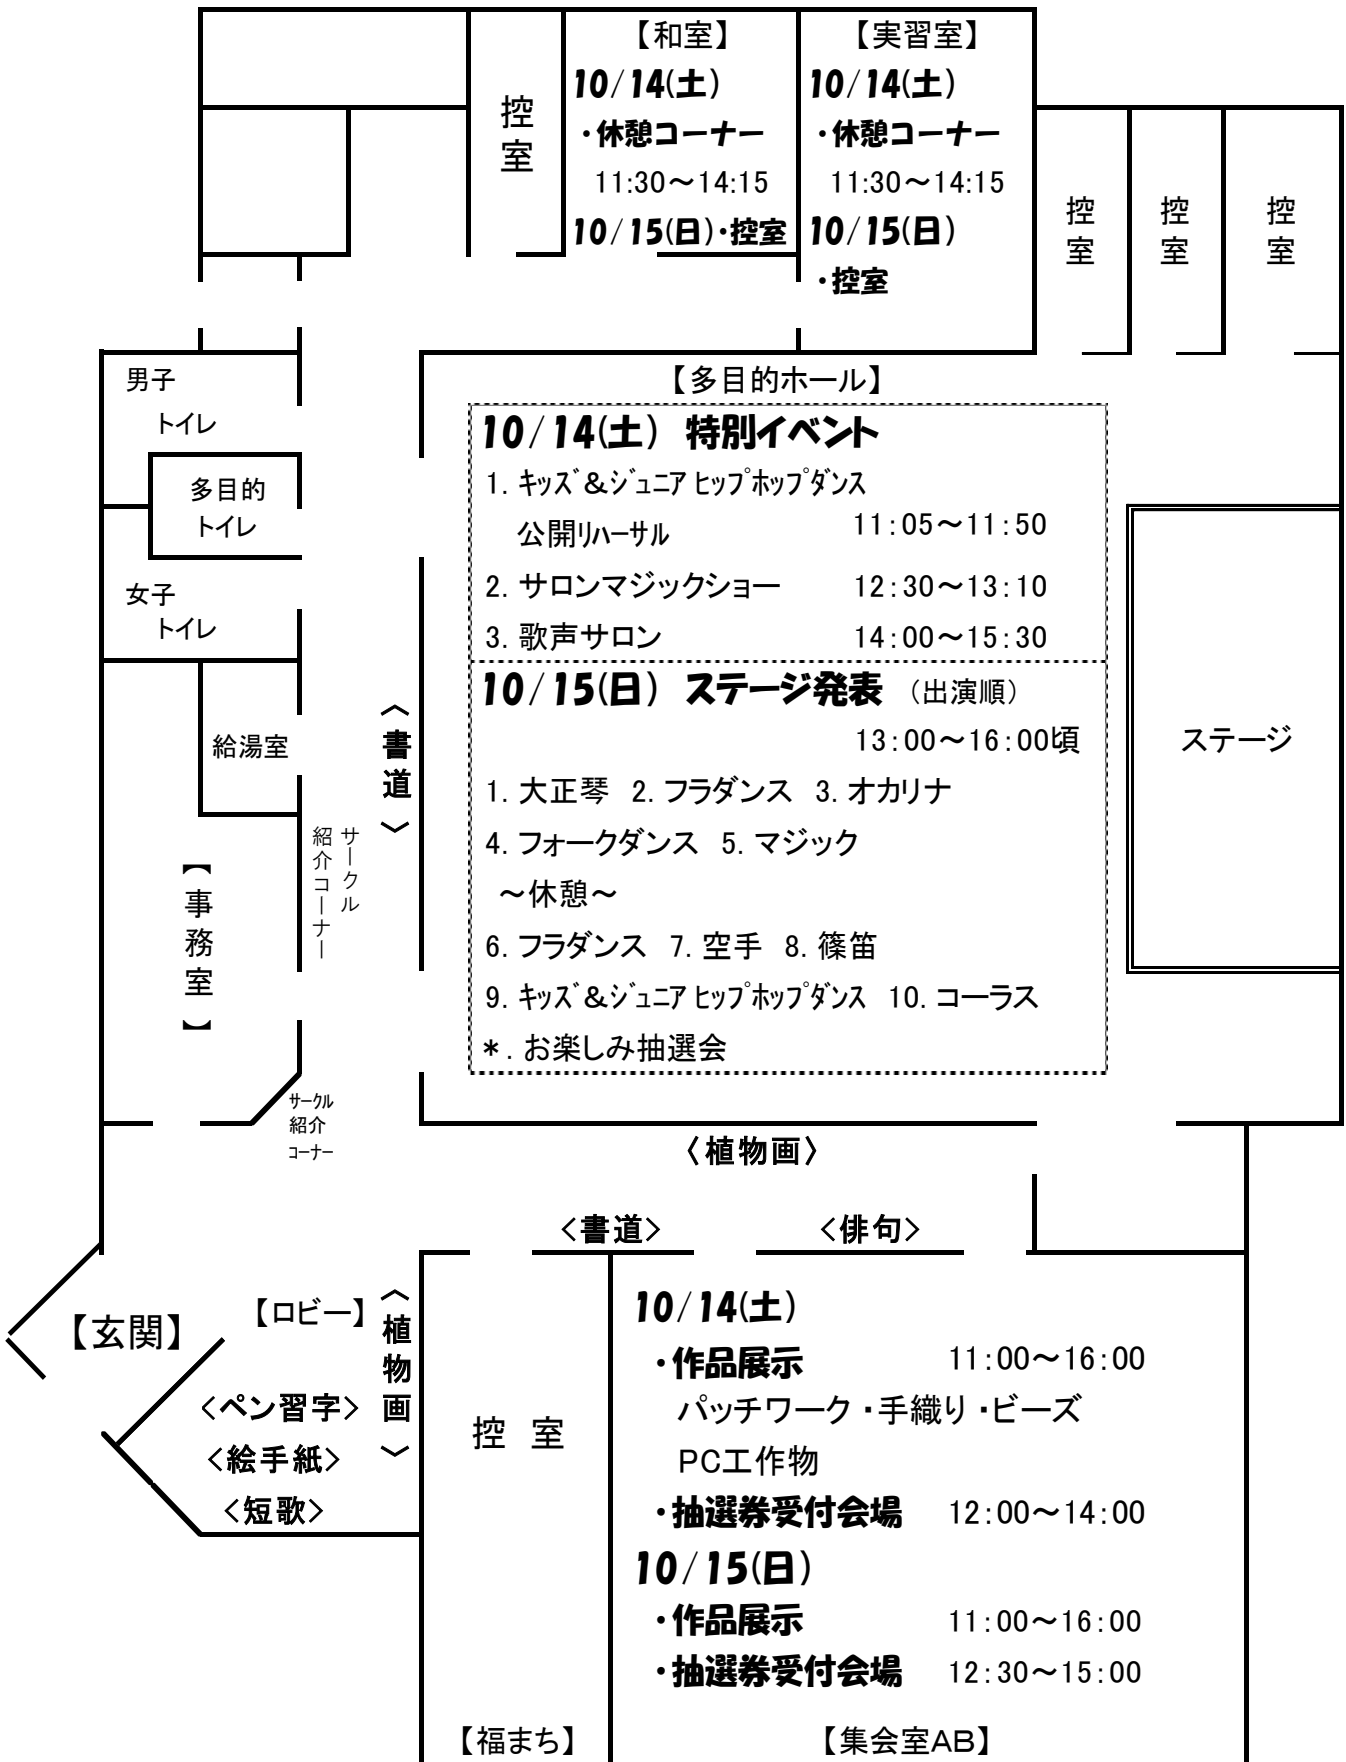 【和室】
10/14(土)
・休憩コーナー
11:30～14:15
10/15(日)・控室
【実習室】
10/14(土)
・休憩コーナー
11:30～14:15
10/15(日)
・控室
控室
控室
控室
控室
男子
トイレ
多目的
トイレ
女子
トイレ
給湯室
【事務室】
サークル
紹介コーナー
〈書道〉
サークル
紹介
コーナー
【多目的ホール】
10/14(土) 特別イベント
1. キッズ&ジュニア ヒップホップダンス
公開リハーサル 11:05～11:50
2. サロンマジックショー 12:30～13:10
3. 歌声サロン 14:00～15:30
10/15(日) ステージ発表 （出演順）
13:00～16:00頃
1. 大正琴 2. フラダンス 3. オカリナ
4. フォークダンス 5. マジック
～休憩～
6. フラダンス 7. 空手 8. 篠笛
9. キッズ&ジュニア ヒップホップダンス 10. コーラス
*. お楽しみ抽選会
ステージ
〈植物画〉
<書道> <俳句>
【玄関】
【ロビー】
〈植物画〉
<ペン習字>
<絵手紙>
<短歌>
控 室
【福まち】
10/14(土)
・作品展示 11:00～16:00
パッチワーク・手織り・ビーズ
PC工作物
・抽選券受付会場 12:00～14:00
10/15(日)
・作品展示 11:00～16:00
・抽選券受付会場 12:30～15:00
【集会室AB】